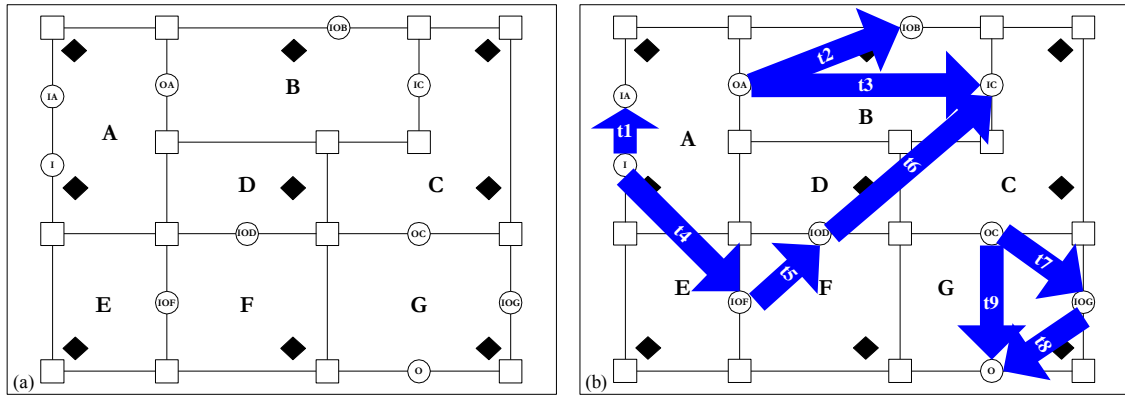 IOB
IA
OA
B
IC
A
I
D
C
IOD
OC
E
IOF
F
G
IOG
O
(a)
IOB
t2
OA
t3
IC
IA
B
t1
A
I
t6
D
C
t4
IOD
OC
t7
E
IOF
t5
F
G
t9
IOG
t8
O
(b)